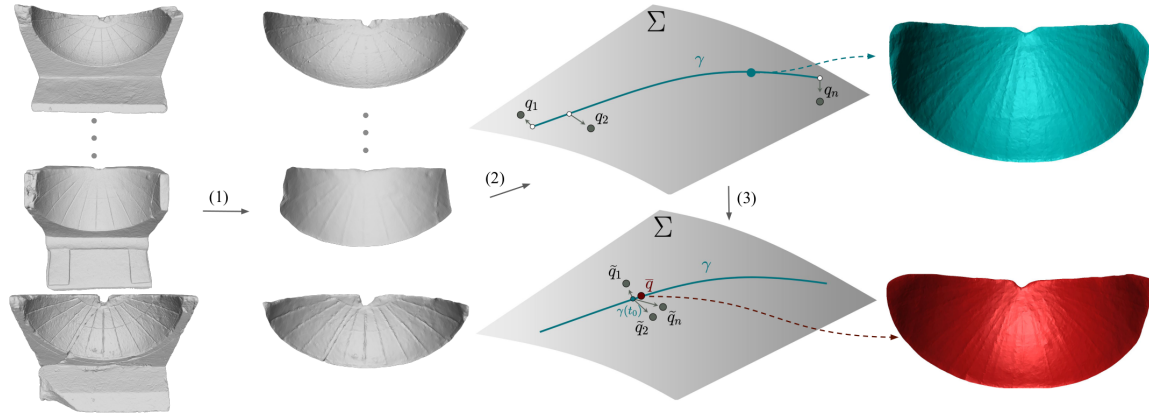 (1)
(2)
∑
γ
q₁
q₂
qₙ
(3)
∑
γ
q̃₁
q̅
γ(t₀)
q̃₂
q̃ₙ